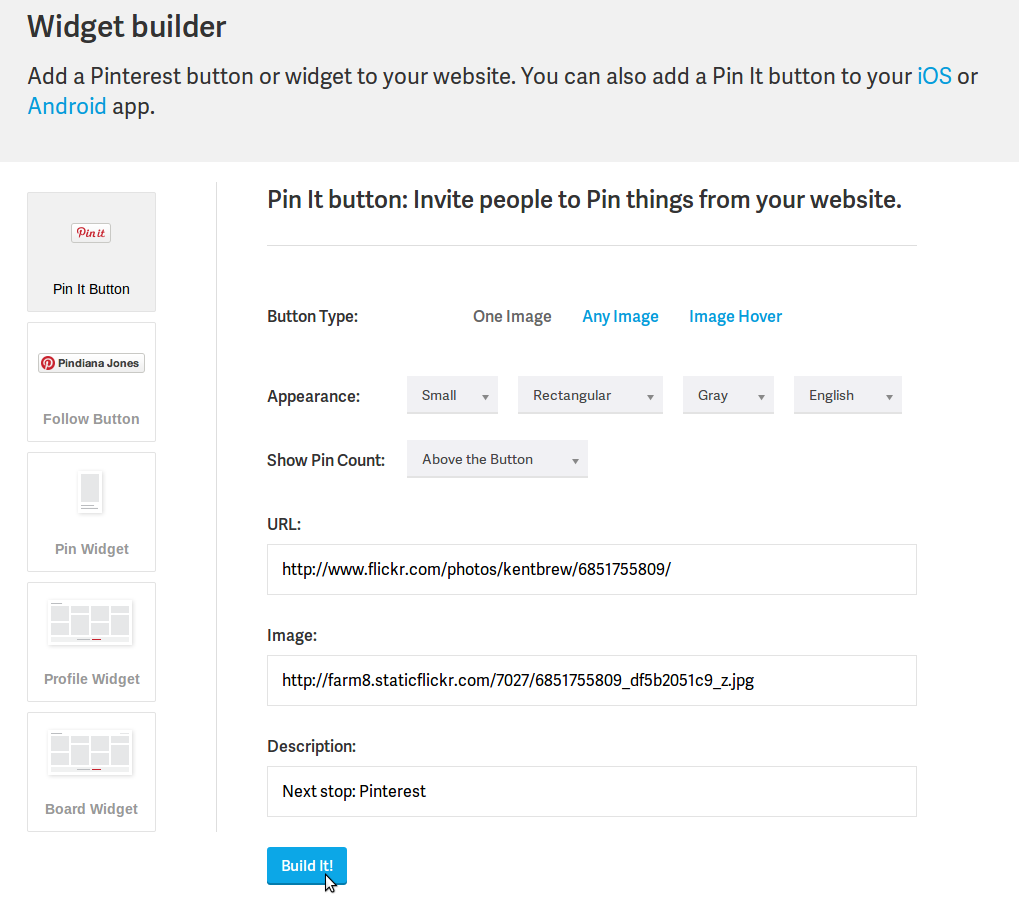 Widget builder
Add a Pinterest button or widget to your website. You can also add a Pin It button to your iOS or
Android app.
Pin it
Pin It Button
Pindiana Jones
Follow Button
Pin Widget
Profile Widget
Board Widget
Pin It button: Invite people to Pin things from your website.
Button Type: One Image Any Image Image Hover
Appearance: Small Rectangular Gray English
Show Pin Count: Above the Button
URL:
http://www.flickr.com/photos/kentbrew/6851755809/
Image:
http://farm8.staticflickr.com/7027/6851755809_df5b2051c9_z.jpg
Description:
Next stop: Pinterest
Build It!